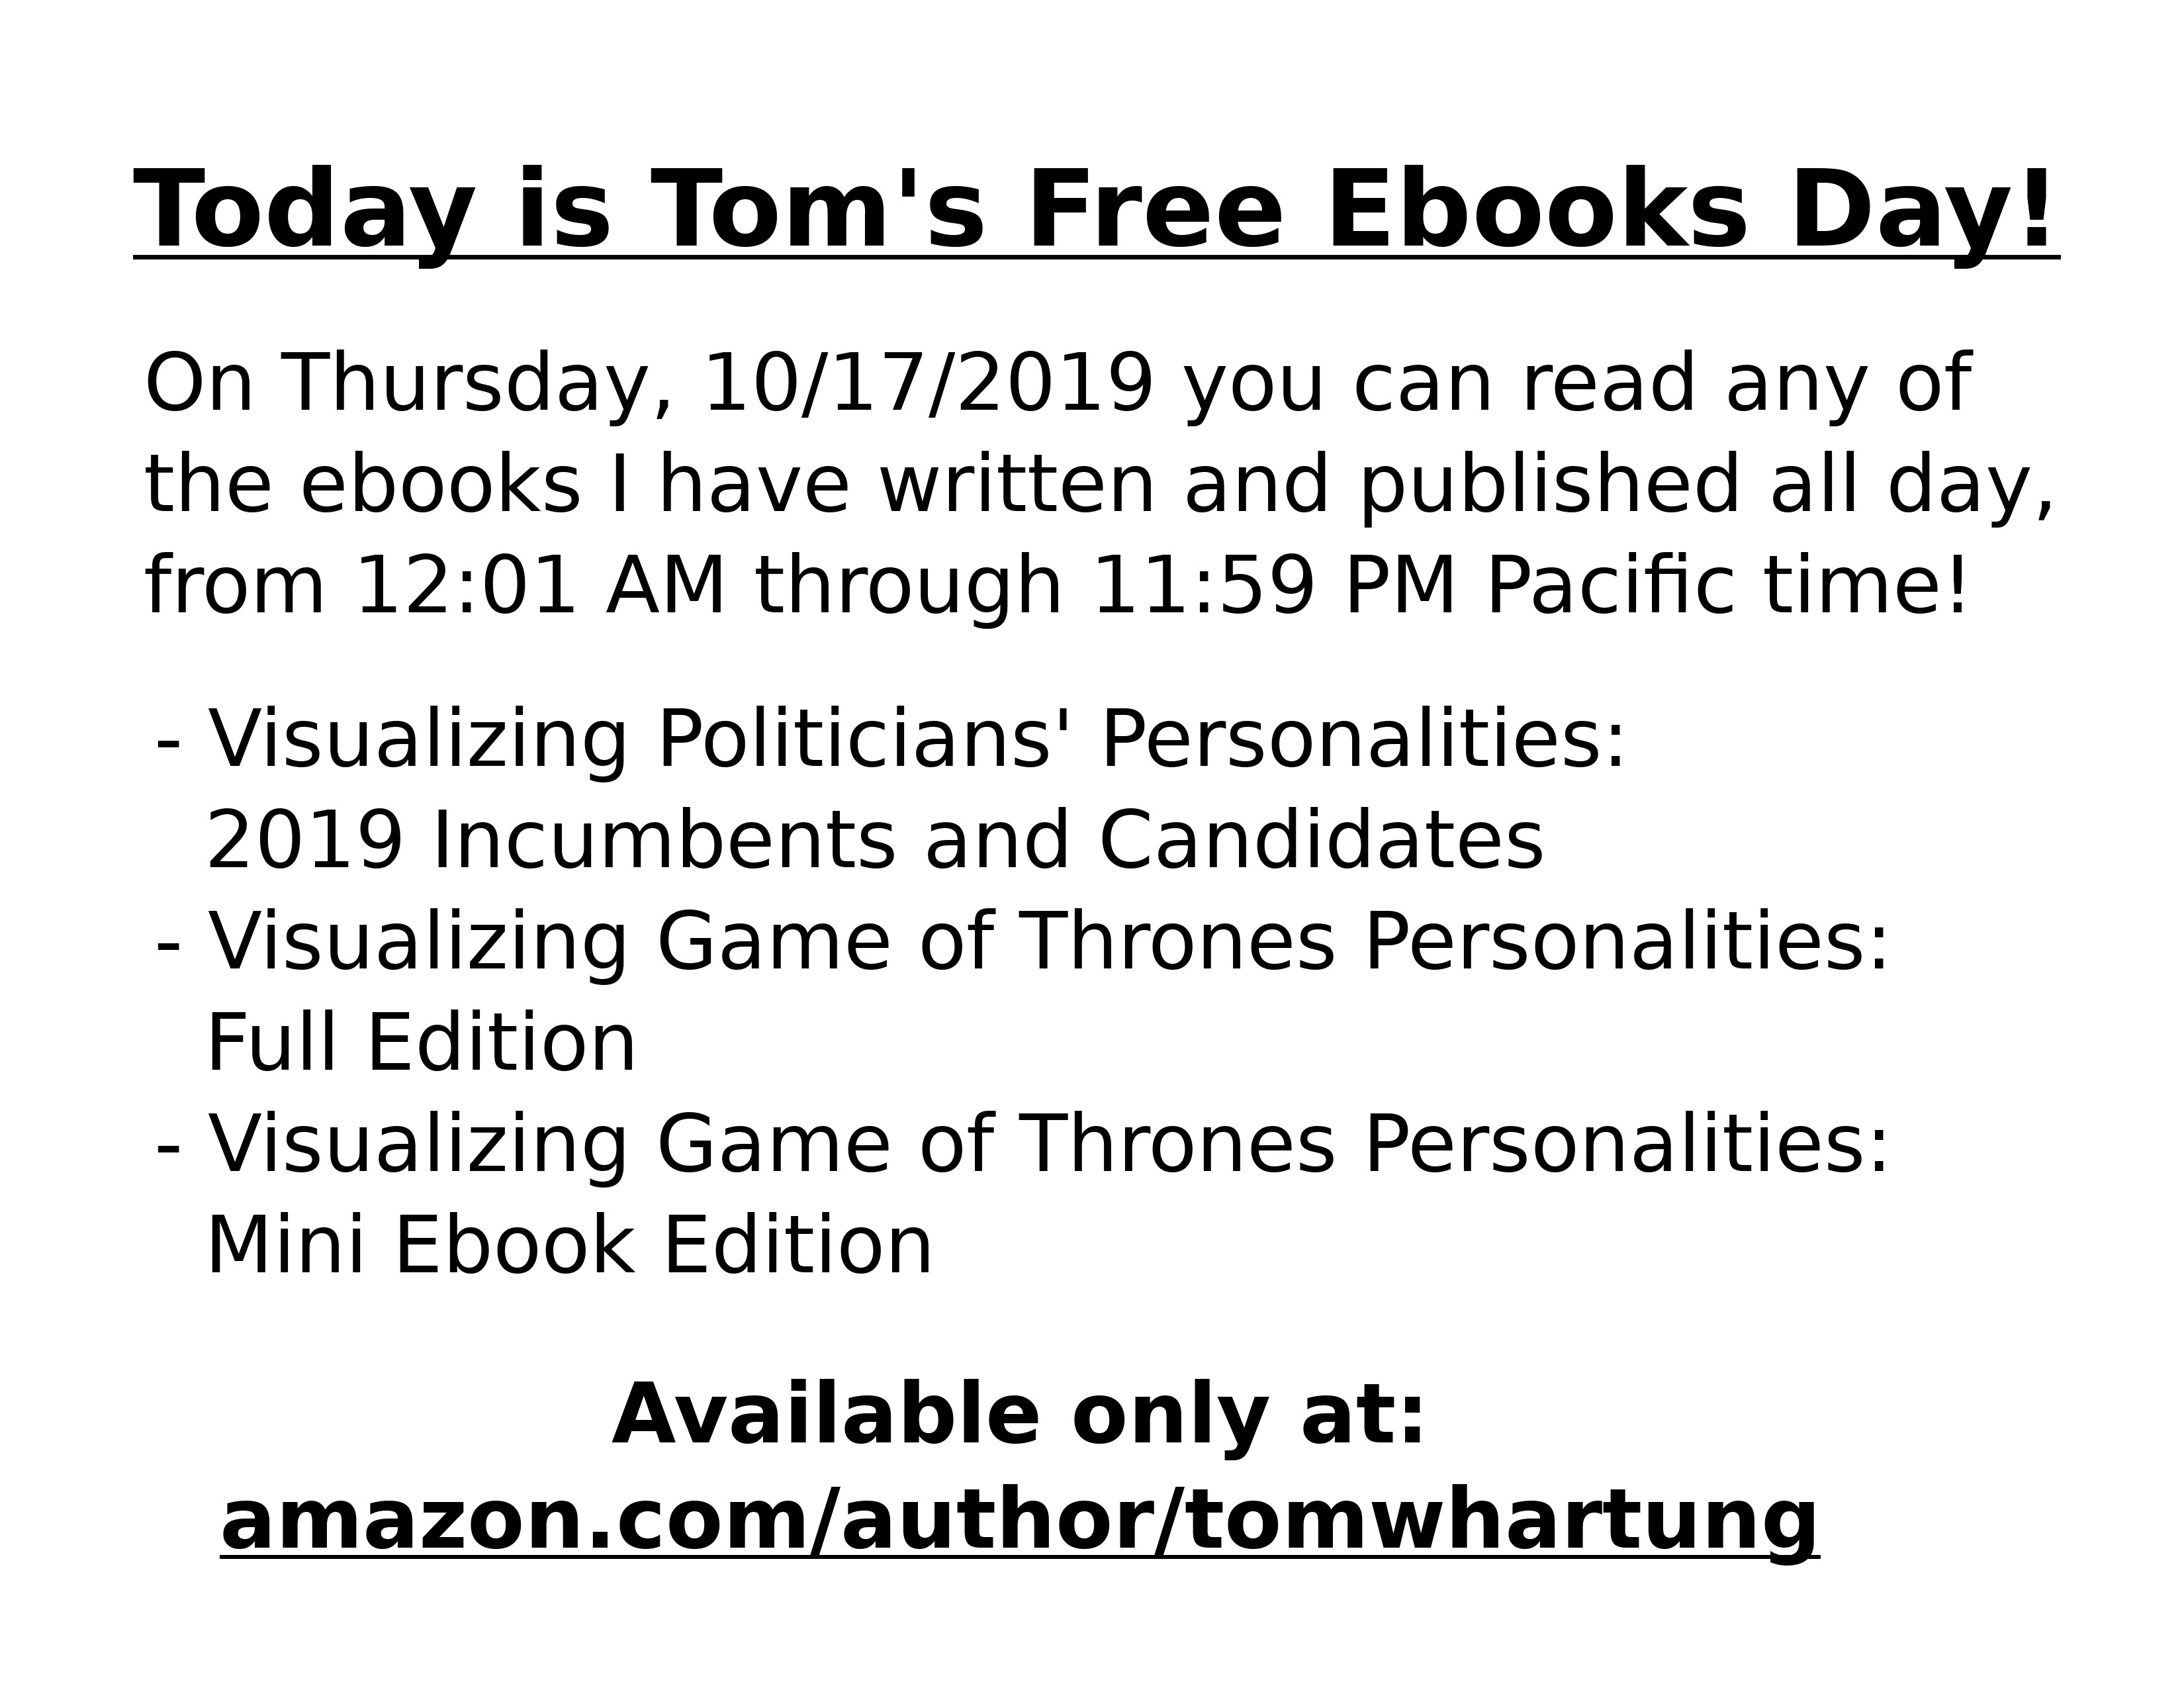 Today is Tom's Free Ebooks Day!
On Thursday, 10/17/2019 you can read any of
the ebooks I have written and published all day,
from 12:01 AM through 11:59 PM Pacific time!
- Visualizing Politicians' Personalities:
2019 Incumbents and Candidates
- Visualizing Game of Thrones Personalities:
Full Edition
- Visualizing Game of Thrones Personalities:
Mini Ebook Edition
Available only at:
amazon.com/author/tomwhartung